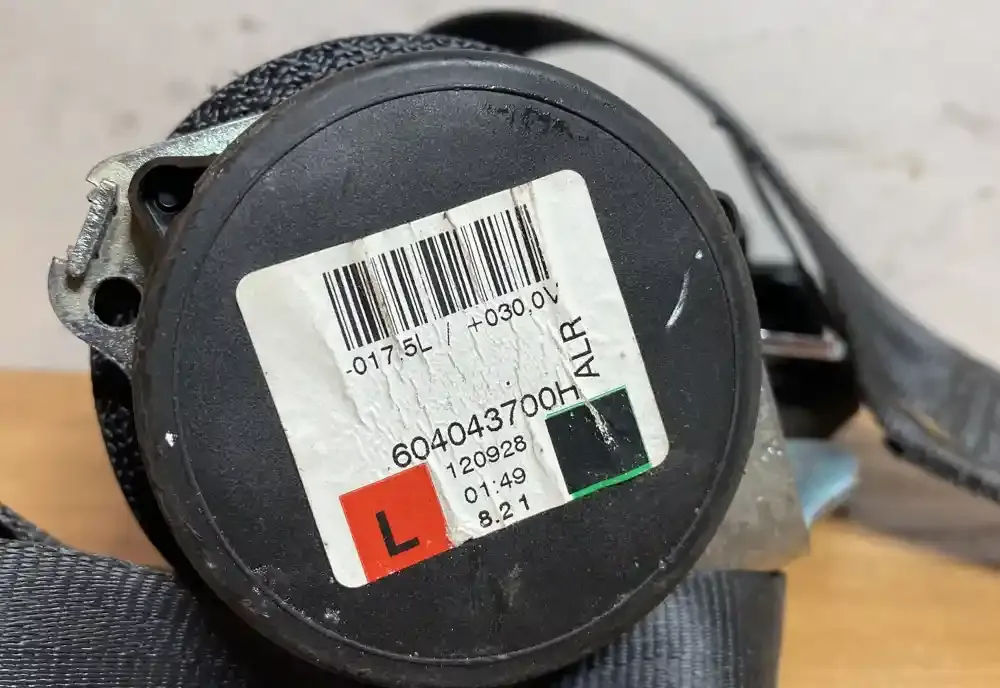 -017,5L / +030,0V
ALR
604043700H
120928
01:49
8.2 1
L